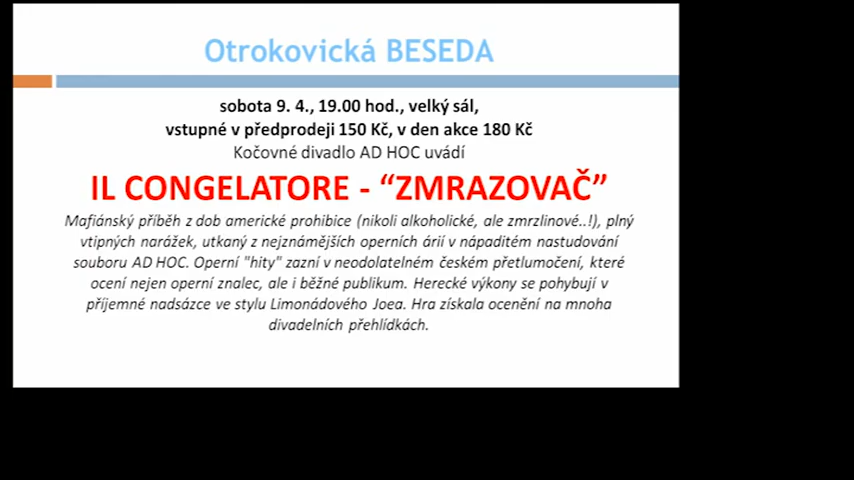 Otrokovická BESEDA
sobota 9. 4., 19.00 hod., velký sál,
vstupné v předprodeji 150 Kč, v den akce 180 Kč
Kočovné divadlo AD HOC uvádí
IL CONGELATORE - “ZMRAZOVAČ”
Mafiánský příběh z dob americké prohibice (nikoli alkoholické, ale zmrzlinové..!), plný
vtipných narážek, utkaný z nejznámějších operních árií v nápaditém nastudování
souboru AD HOC. Operní "hity" zazní v neodolatelném českém přetlumočení, které
ocení nejen operní znalec, ale i běžné publikum. Herecké výkony se pohybují v
příjemné nadsázce ve stylu Limonádového Joea. Hra získala ocenění na mnoha
divadelních přehlídkách.